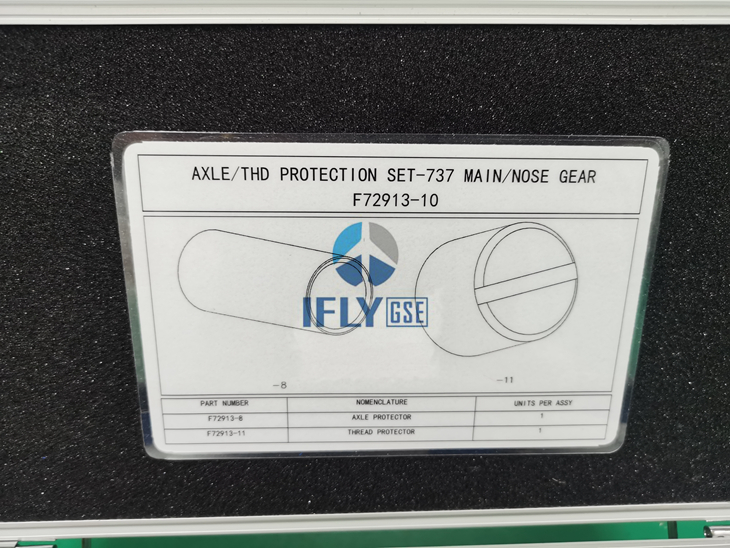 AXLE/THD PROTECTION SET-737 MAIN/NOSE GEAR
F72913-10
IFLY GSE
-8 -11
PART NUMBER NOMENCLATURE UNITS PER ASSY
F72913-8 AXLE PROTECTOR 1
F72913-11 THREAD PROTECTOR 1